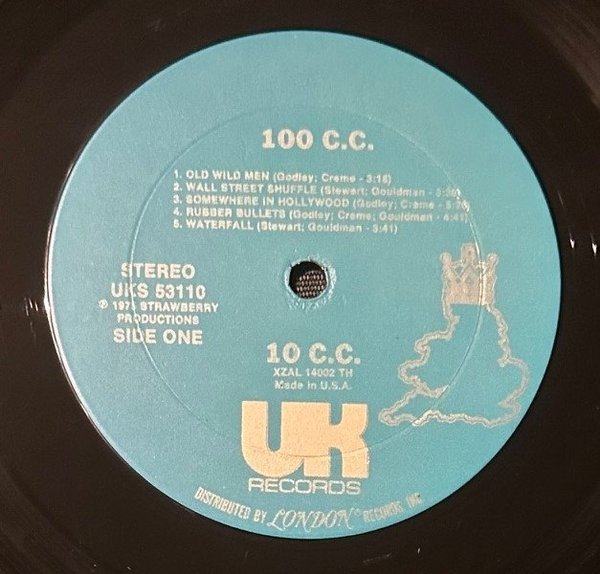 100 C.C.
1. OLD WILD MEN (Godley; Creme - 3:18)
2. WALL STREET SHUFFLE (Stewart; Gouldman -
3. SOMEWHERE IN HOLLYWOOD (Godley; Creme -
4. RUBBER BULLETS (Godley; Creme; Gouldman - 4:41)
5. WATERFALL (Stewart; Gouldman - 3:41)
STEREO
UKS 53110
℗ 1975 STRAWBERRY
PRODUCTIONS
SIDE ONE
10 C.C.
XZAL 14002 TH
Made in U.S.A.
UK
RECORDS
DISTRIBUTED BY LONDON® RECORDS, INC.